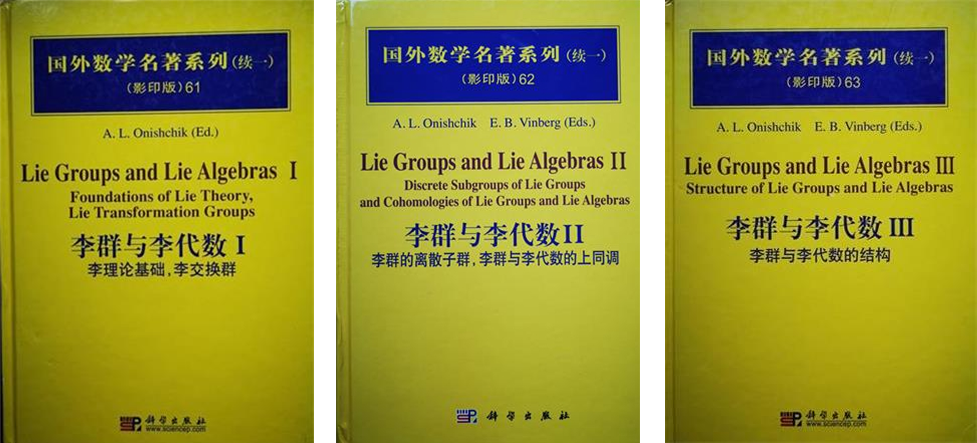 国外数学名著系列(续一)
(影印版)61
A. L. Onishchik (Ed.)
Lie Groups and Lie Algebras I
Foundations of Lie Theory,
Lie Transformation Groups
李群与李代数 I
李理论基础,李交换群
科学出版社
www.sciencep.com
国外数学名著系列(续一)
(影印版)62
A. L. Onishchik E. B. Vinberg (Eds.)
Lie Groups and Lie Algebras II
Discrete Subgroups of Lie Groups
and Cohomologies of Lie Groups and Lie Algebras
李群与李代数 II
李群的离散子群,李群与李代数的上同调
科学出版社
国外数学名著系列(续一)
(影印版)63
A. L. Onishchik E. B. Vinberg (Eds.)
Lie Groups and Lie Algebras III
Structure of Lie Groups and Lie Algebras
李群与李代数 III
李群与李代数的结构
科学出版社
www.sciencep.com